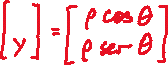 [ y ] = [ ρ cos θ
ρ sen θ ]